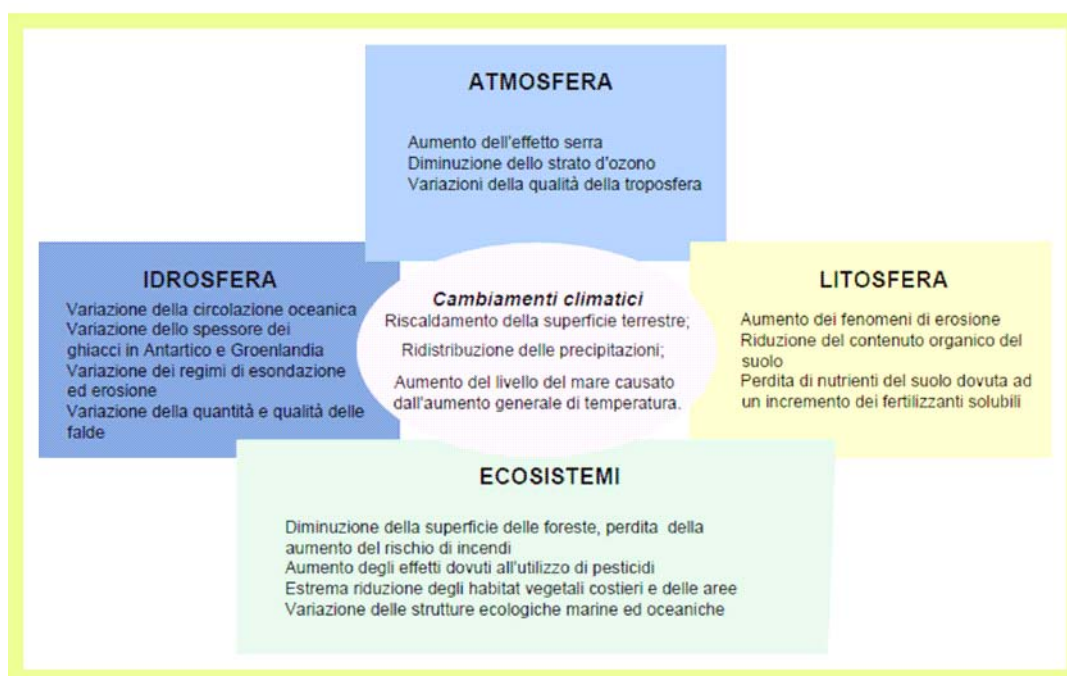 ATMOSFERA
Aumento dell'effetto serra
Diminuzione dello strato d'ozono
Variazioni della qualità della troposfera
IDROSFERA
Variazione della circolazione oceanica
Variazione dello spessore dei
ghiacci in Antartico e Groenlandia
Variazione dei regimi di esondazione
ed erosione
Variazione della quantità e qualità delle
falde
Cambiamenti climatici
Riscaldamento della superficie terrestre;
Ridistribuzione delle precipitazioni;
Aumento del livello del mare causato
dall'aumento generale di temperatura.
LITOSFERA
Aumento dei fenomeni di erosione
Riduzione del contenuto organico del
suolo
Perdita di nutrienti del suolo dovuta ad
un incremento dei fertilizzanti solubili
ECOSISTEMI
Diminuzione della superficie delle foreste, perdita della
aumento del rischio di incendi
Aumento degli effetti dovuti all'utilizzo di pesticidi
Estrema riduzione degli habitat vegetali costieri e delle aree
Variazione delle strutture ecologiche marine ed oceaniche